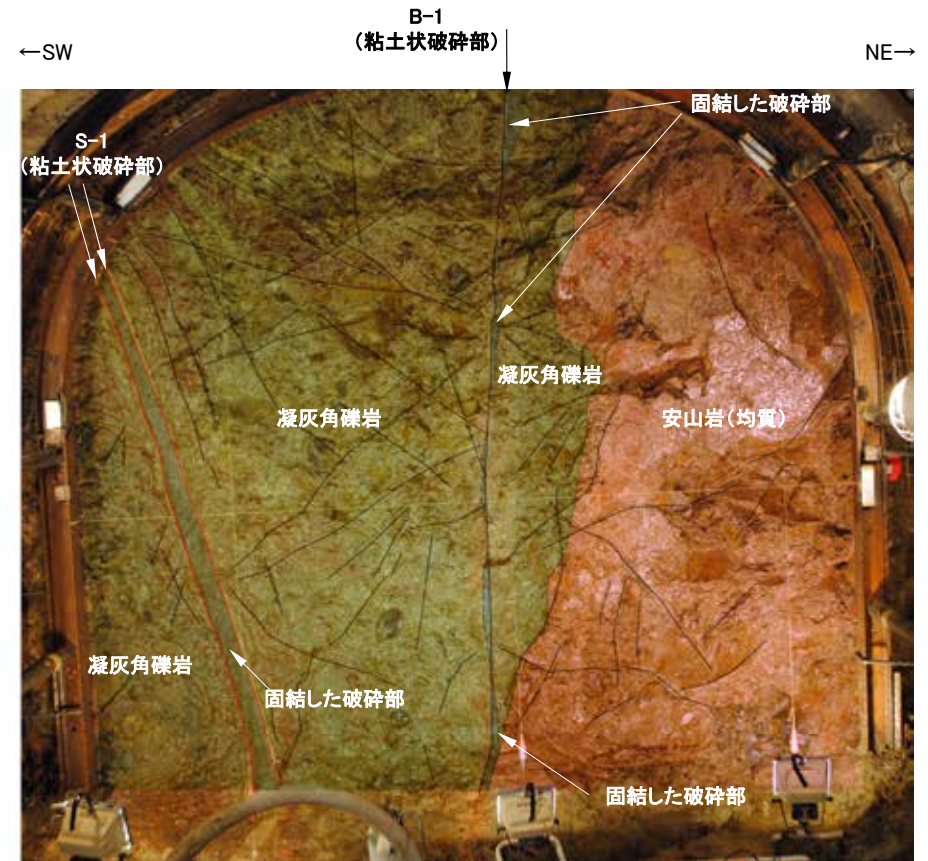 B-1
(粘土状破砕部)
←SW
NE→
固結した破砕部
S-1
(粘土状破砕部)
凝灰角礫岩
凝灰角礫岩
安山岩(均質)
凝灰角礫岩
固結した破砕部
固結した破砕部